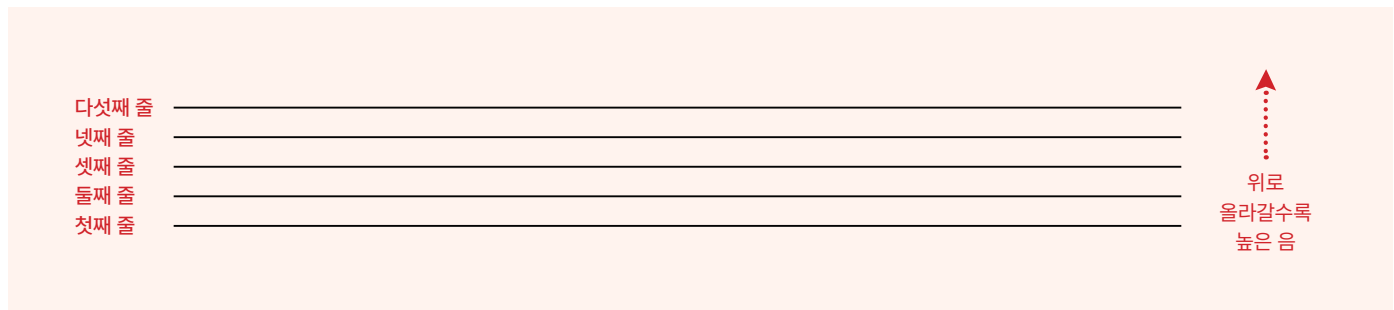 다섯째 줄
넷째 줄
셋째 줄
둘째 줄
첫째 줄
위로
올라갈수록
높은 음